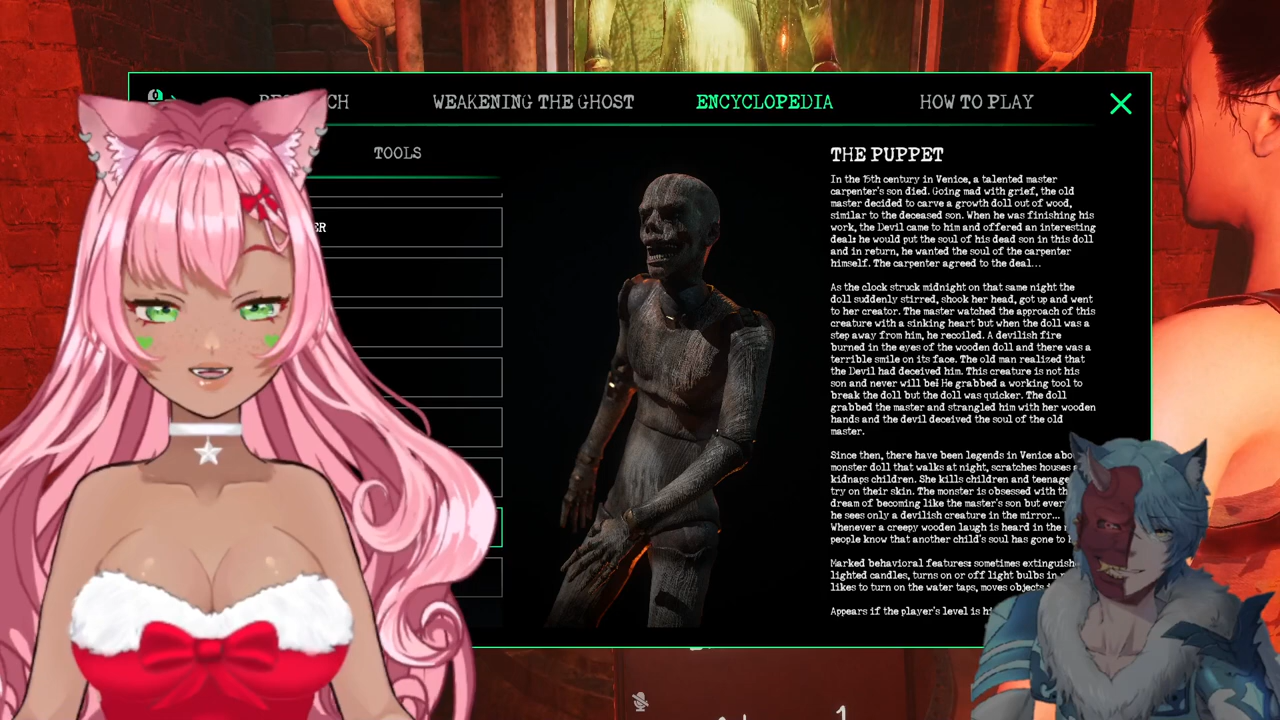 WEAKENING THE GHOST
ENCYCLOPEDIA
HOW TO PLAY
TOOLS
ER
THE PUPPET
In the 15th century in Venice, a talented master
carpenter's son died. Going mad with grief, the old
master decided to carve a growth doll out of wood,
similar to the deceased son. When he was finishing his
work, the Devil came to him and offered an interesting
deal: he would put the soul of his dead son in this doll
and in return, he wanted the soul of the carpenter
himself. The carpenter agreed to the deal...
As the clock struck midnight on that same night the
doll suddenly stirred, shook her head, got up and went
to her creator. The master watched the approach of this
creature with a sinking heart but when the doll was a
step away from him, he recoiled. A devilish fire
burned in the eyes of the wooden doll and there was a
terrible smile on its face. The old man realized that
the Devil had deceived him. This creature is not his
son and never will be! He grabbed a working tool to
break the doll but the doll was quicker. The doll
grabbed the master and strangled him with her wooden
hands and the devil deceived the soul of the old
master.
Since then, there have been legends in Venice abo
monster doll that walks at night, scratches houses
kidnaps children. She kills children and teenage
try on their skin. The monster is obsessed with th
dream of becoming like the master's son but ever
he sees only a devilish creature in the mirror...
Whenever a creepy wooden laugh is heard in the
people know that another child's soul has gone to
Marked behavioral features: sometimes extinguish
lighted candles, turns on or off light bulbs in
likes to turn on the water taps, moves objects
Appears if the player's level is hi